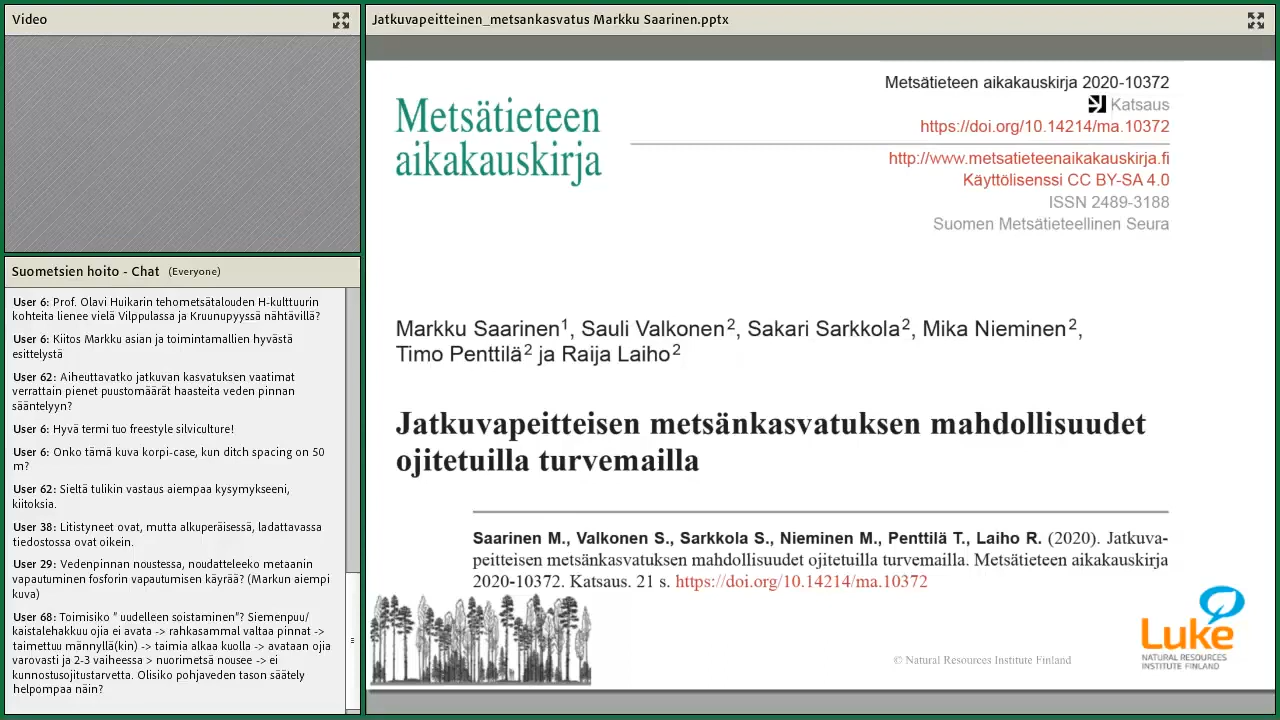 Video
Suometsien hoito - Chat (Everyone)
User 6: Prof. Olavi Huikarin tehometsätalouden H-kulttuurin
kohteita lienee vielä Vilppulassa ja Kruunupyyssä nähtävillä?
User 6: Kiitos Markku asian ja toimintamallien hyvästä
esittelystä
User 62: Aiheuttavatko jatkuvan kasvatuksen vaatimat
verrattain pienet puustomäärät haasteita veden pinnan
sääntelyyn?
User 6: Hyvä termi tuo freestyle silviculture!
User 6: Onko tämä kuva korpi-case, kun ditch spacing on 50
m?
User 62: Sieltä tulikin vastaus aiempaa kysymykseeni,
kiitoksia.
User 38: Litistyneet ovat, mutta alkuperäisessä, ladattavassa
tiedostossa ovat oikein.
User 29: Vedenpinnan noustessa, noudatteleeko metaanin
vapautuminen fosforin vapautumisen käyrää? (Markun aiempi
kuva)
User 68: Toimisiko " uudelleen soistaminen"? Siemenpuu/
kaistalehakkuu ojia ei avata -> rahkasammal valtaa pinnat ->
taimettuu männyllä(kin) -> taimia alkaa kuolla -> avataan ojia
varovasti ja 2-3 vaiheessa > nuorimetsä nousee -> ei
kunnostusojitustarvetta. Olisiko pohjaveden tason säätely
helpompaa näin?
Jatkuvapeitteinen_metsankasvatus Markku Saarinen.pptx
Metsätieteen
aikakauskirja
Metsätieteen aikakauskirja 2020-10372
Katsaus
https://doi.org/10.14214/ma.10372
http://www.metsatieteenaikakauskirja.fi
Käyttölisenssi CC BY-SA 4.0
ISSN 2489-3188
Suomen Metsätieteellinen Seura
Markku Saarinen1, Sauli Valkonen2, Sakari Sarkkola2, Mika Nieminen2,
Timo Penttilä2 ja Raija Laiho2
Jatkuvapeitteisen metsänkasvatuksen mahdollisuudet
ojitetuilla turvemailla
Saarinen M., Valkonen S., Sarkkola S., Nieminen M., Penttilä T., Laiho R. (2020). Jatkuva-
peitteisen metsänkasvatuksen mahdollisuudet ojitetuilla turvemailla. Metsätieteen aikakauskirja
2020-10372. Katsaus. 21 s. https://doi.org/10.14214/ma.10372
© Natural Resources Institute Finland
Luke
NATURAL RESOURCES
INSTITUTE FINLAND